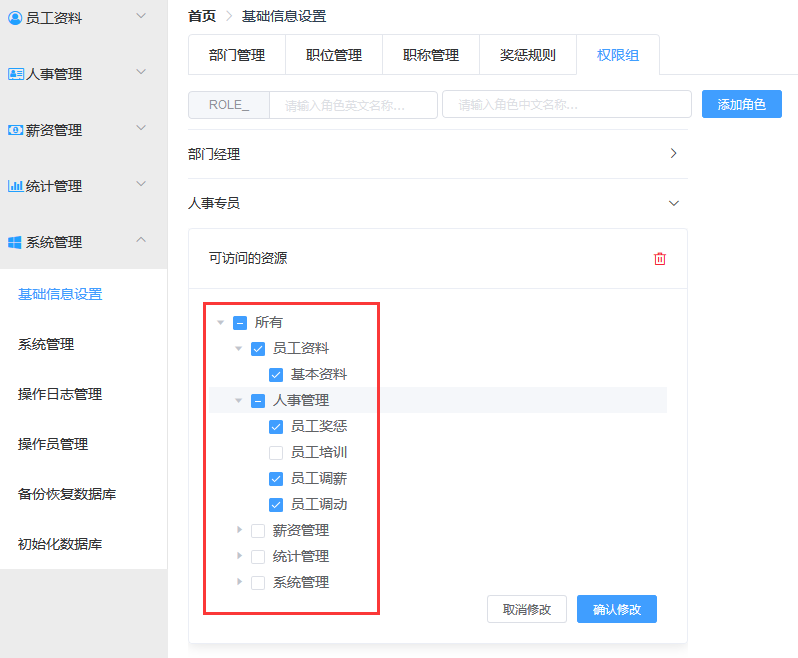 员工资料
人事管理
薪资管理
统计管理
系统管理
基础信息设置
系统管理
操作日志管理
操作员管理
备份恢复数据库
初始化数据库
首页 > 基础信息设置
部门管理 职位管理 职称管理 奖惩规则 权限组
ROLE_ 请输入角色英文名称... 请输入角色中文名称... 添加角色
部门经理
人事专员
可访问的资源
所有
员工资料
基本资料
人事管理
员工奖惩
员工培训
员工调薪
员工调动
薪资管理
统计管理
系统管理
取消修改 确认修改